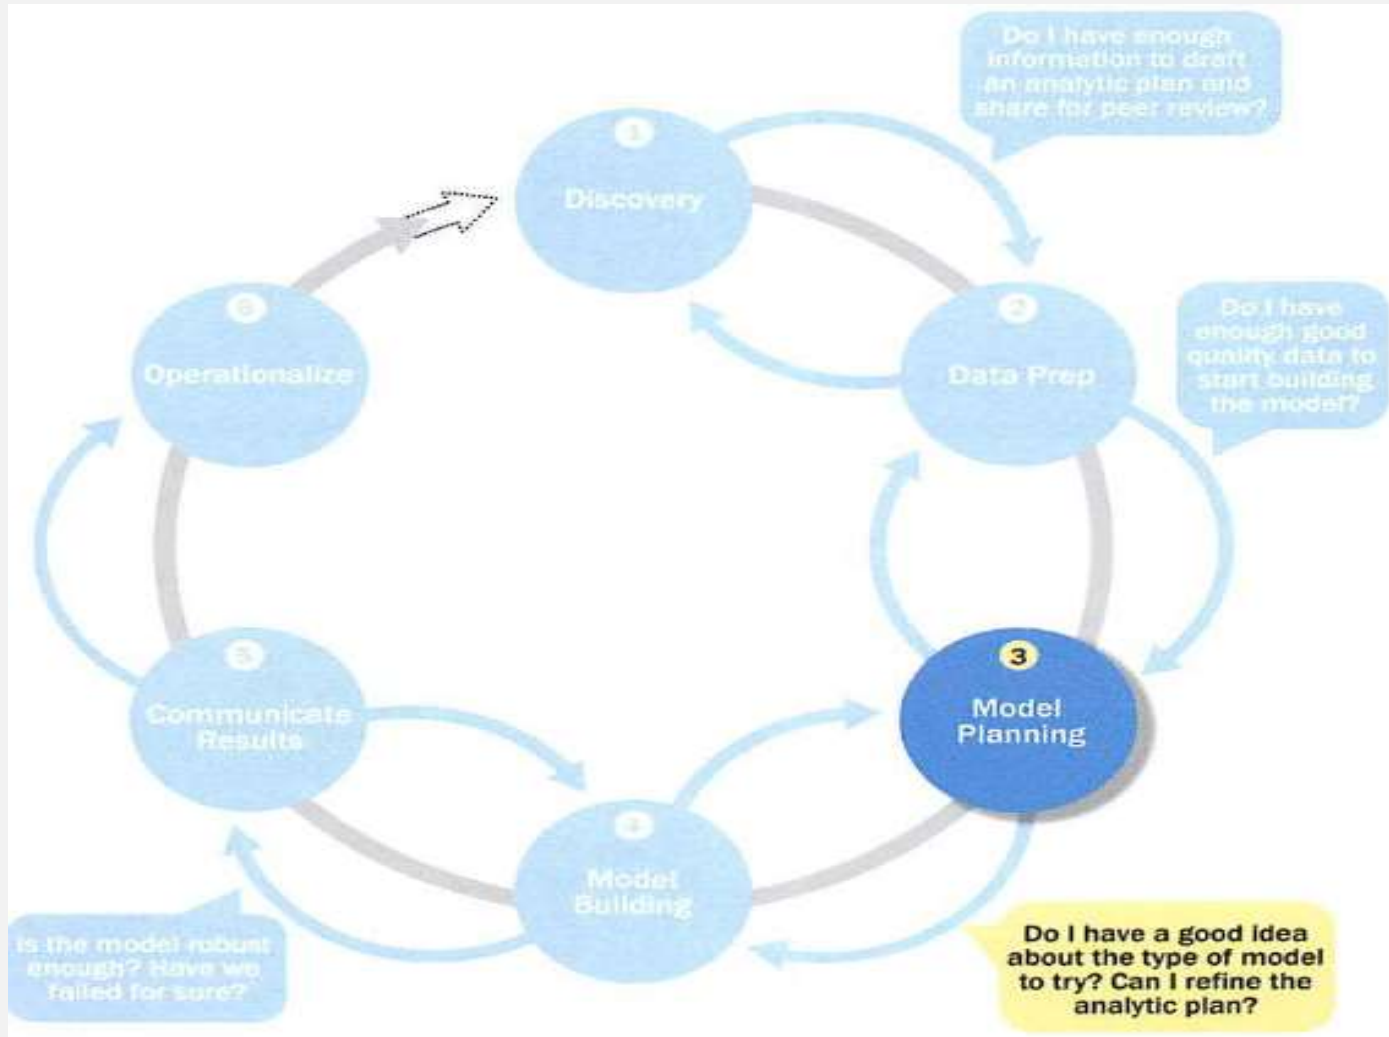 Do I have enough
information to draft
an analytic plan and
share for peer review?
1
Discovery
2
Data Prep
Do I have
enough good
quality data to
start building
the model?
3
Model
Planning
Do I have a good idea
about the type of model
to try? Can I refine the
analytic plan?
4
Model
Building
5
Communicate
Results
Is the model robust
enough? Have we
failed for sure?
6
Operationalize